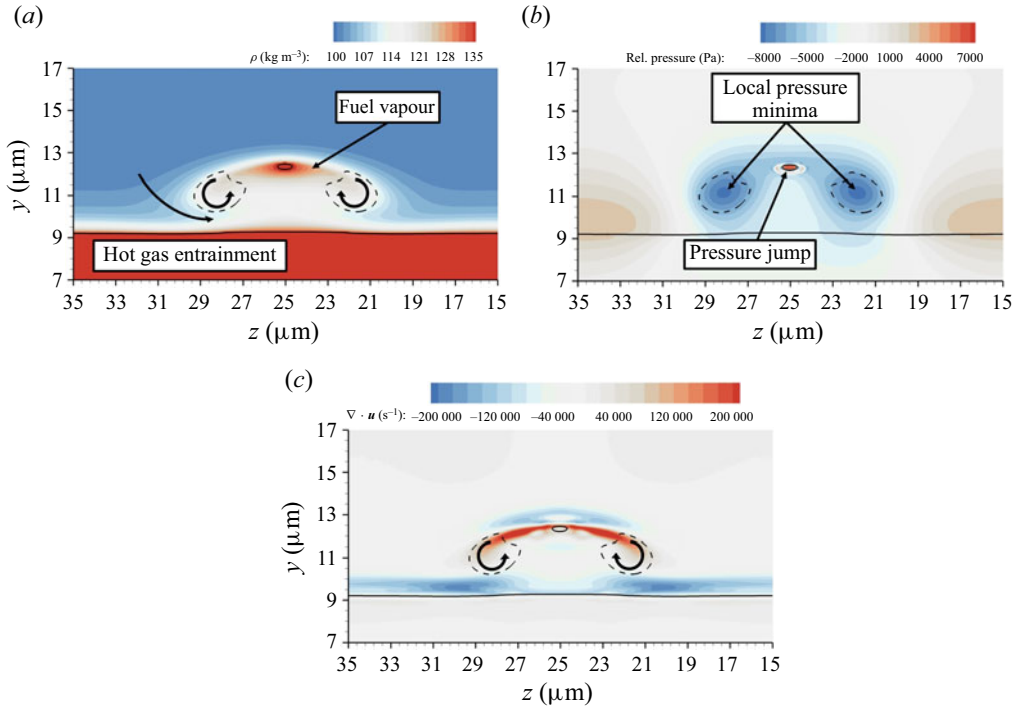 (a)
ρ (kg m−3): 100 107 114 121 128 135
17
15
13
11
9
7
y (μm)
Fuel vapour
Hot gas entrainment
35 33 31 29 27 25 23 21 19 17 15
z (μm)
(b)
Rel. pressure (Pa): −8000 −5000 −2000 1000 4000 7000
17
15
13
11
9
7
Local pressure
minima
Pressure jump
35 33 31 29 27 25 23 21 19 17 15
z (μm)
(c)
∇ · u (s−1): −200 000 −120 000 −40 000 40 000 120 000 200 000
17
15
13
11
9
7
y (μm)
35 33 31 29 27 25 23 21 19 17 15
z (μm)